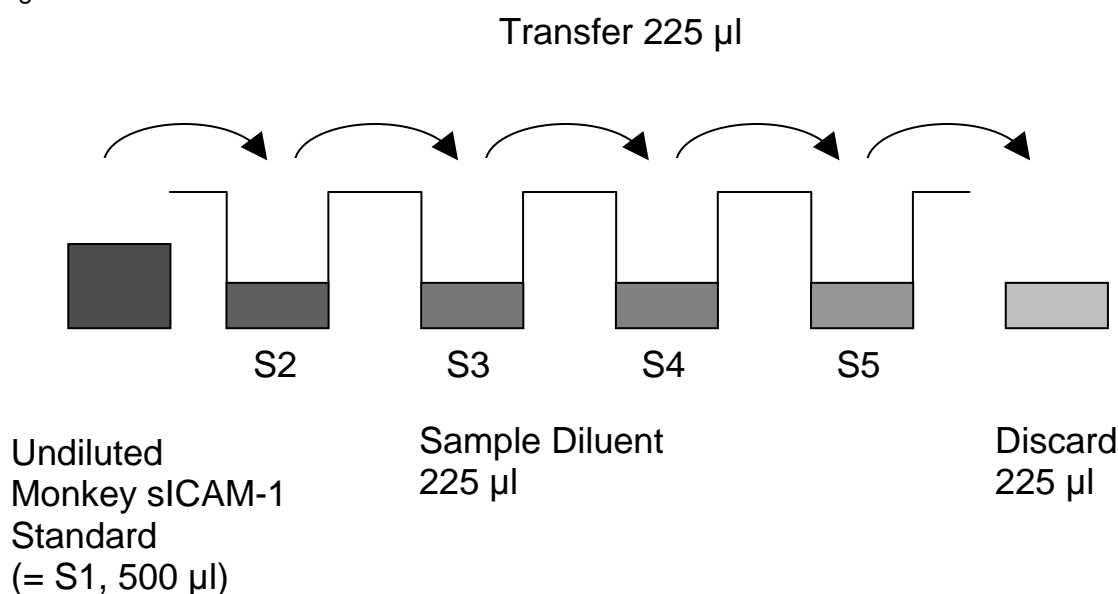 Transfer 225 µl
S2 S3 S4 S5
Undiluted
Monkey sICAM-1
Standard
(= S1, 500 µl)
Sample Diluent
225 µl
Discard
225 µl